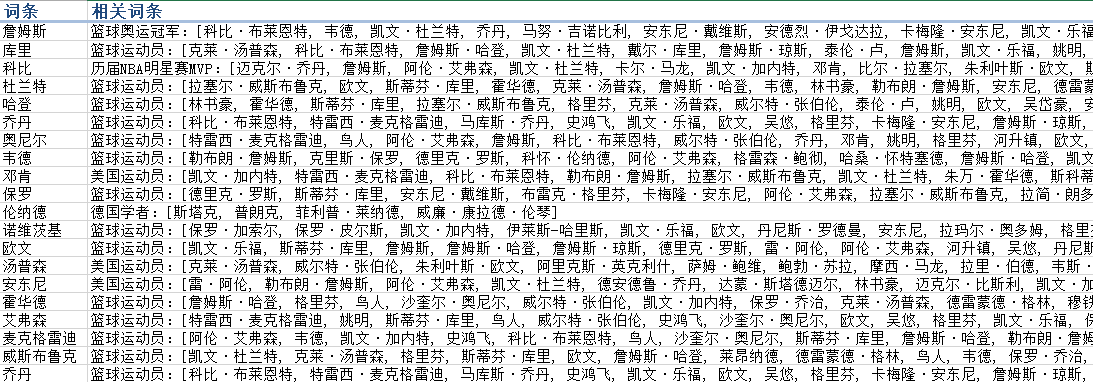 词条 相关词条
詹姆斯 篮球奥运冠军：[科比·布莱恩特, 韦德, 凯文·杜兰特, 乔丹, 马努·吉诺比利, 安东尼·戴维斯, 安德烈·伊戈达拉, 卡梅隆·安东尼, 凯文·乐福
库里 篮球运动员：[克莱·汤普森, 科比·布莱恩特, 詹姆斯·哈登, 凯文·杜兰特, 戴尔·库里, 詹姆斯·琼斯, 泰伦·卢, 詹姆斯, 凯文·乐福, 姚明,
科比 历届NBA明星赛MVP：[迈克尔·乔丹, 詹姆斯, 阿伦·艾弗森, 凯文·杜兰特, 卡尔·马龙, 凯文·加内特, 邓肯, 比尔·拉塞尔, 朱利叶斯·欧文,
杜兰特 篮球运动员：[拉塞尔·威斯布鲁克, 欧文, 斯蒂芬·库里, 霍华德, 克莱·汤普森, 詹姆斯·哈登, 韦德, 林书豪, 勒布朗·詹姆斯, 安东尼, 德雷蒙
哈登 篮球运动员：[林书豪, 霍华德, 斯蒂芬·库里, 拉塞尔·威斯布鲁克, 格里芬, 克莱·汤普森, 威尔特·张伯伦, 泰伦·卢, 姚明, 欧文, 吴岱豪,
乔丹 篮球运动员：[科比·布莱恩特, 特雷西·麦克格雷迪, 马库斯·乔丹, 史鸿飞, 凯文·乐福, 欧文, 吴悠, 格里芬, 卡梅隆·安东尼, 詹姆斯·琼斯,
奥尼尔 篮球运动员：[特雷西·麦克格雷迪, 鸟人, 阿伦·艾弗森, 詹姆斯, 科比·布莱恩特, 威尔特·张伯伦, 乔丹, 邓肯, 姚明, 格里芬, 河升镇, 欧文,
韦德 篮球运动员：[勒布朗·詹姆斯, 克里斯·保罗, 德里克·罗斯, 科怀·伦纳德, 阿伦·艾弗森, 格雷森·鲍彻, 哈桑·怀特塞德, 詹姆斯·哈登, 凯文
邓肯 美国运动员：[凯文·加内特, 特雷西·麦克格雷迪, 科比·布莱恩特, 勒布朗·詹姆斯, 拉塞尔·威斯布鲁克, 凯文·杜兰特, 朱万·霍华德, 斯科蒂
保罗 篮球运动员：[德里克·罗斯, 斯蒂芬·库里, 安东尼·戴维斯, 布雷克·格里芬, 卡梅隆·安东尼, 阿伦·艾弗森, 拉塞尔·威斯布鲁克, 拉简·朗多
伦纳德 德国学者：[斯塔克, 普朗克, 菲利普·莱纳德, 威廉·康拉德·伦琴]
诺维茨基 篮球运动员：[保罗·加索尔, 保罗·皮尔斯, 凯文·加内特, 伊莱斯-哈里斯, 凯文·乐福, 欧文, 丹尼斯·罗德曼, 安东尼, 拉玛尔·奥多姆, 格里
欧文 篮球运动员：[凯文·乐福, 斯蒂芬·库里, 詹姆斯, 詹姆斯·哈登, 詹姆斯·琼斯, 德里克·罗斯, 雷·阿伦, 阿伦·艾弗森, 河升镇, 吴悠, 丹尼斯
汤普森 美国运动员：[克莱·汤普森, 威尔特·张伯伦, 朱利叶斯·欧文, 阿里克斯·英克利什, 萨姆·鲍维, 鲍勃·苏拉, 摩西·马龙, 拉里·伯德, 韦斯·
安东尼 美国运动员：[雷·阿伦, 勒布朗·詹姆斯, 阿伦·艾弗森, 凯文·杜兰特, 德安德鲁·乔丹, 达蒙·斯塔德迈尔, 林书豪, 迈克尔·比斯利, 凯文·加
霍华德 篮球运动员：[詹姆斯·哈登, 格里芬, 鸟人, 沙奎尔·奥尼尔, 威尔特·张伯伦, 凯文·加内特, 保罗·乔治, 克莱·汤普森, 德雷蒙德·格林, 穆铁
艾弗森 篮球运动员：[特雷西·麦克格雷迪, 姚明, 斯蒂芬·库里, 鸟人, 威尔特·张伯伦, 史鸿飞, 沙奎尔·奥尼尔, 欧文, 吴悠, 格里芬, 凯文·乐福,
麦克格雷迪 篮球运动员：[阿伦·艾弗森, 韦德, 凯文·加内特, 史鸿飞, 科比·布莱恩特, 鸟人, 沙奎尔·奥尼尔, 斯蒂芬·库里, 詹姆斯, 勒布朗·詹姆
威斯布鲁克 篮球运动员：[凯文·杜兰特, 克莱·汤普森, 格里芬, 斯蒂芬·库里, 欧文, 詹姆斯·哈登, 莱昂纳德, 德雷蒙德·格林, 鸟人, 韦德, 保罗·乔治,
乔丹 篮球运动员：[科比·布莱恩特, 特雷西·麦克格雷迪, 马库斯·乔丹, 史鸿飞, 凯文·乐福, 欧文, 吴悠, 格里芬, 卡梅隆·安东尼, 詹姆斯·琼斯,